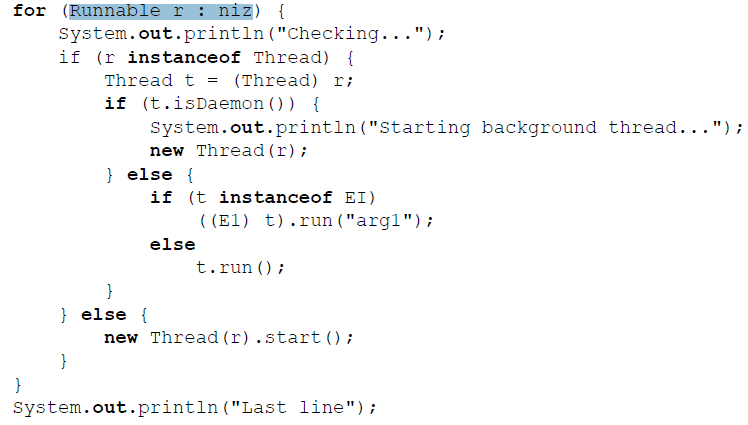 for (Runnable r : niz) {
    System.out.println("Checking...");
    if (r instanceof Thread) {
        Thread t = (Thread) r;
        if (t.isDaemon()) {
            System.out.println("Starting background thread...");
            new Thread(r);
        } else {
            if (t instanceof EI)
                ((E1) t).run("arg1");
            else
                t.run();
        }
    } else {
        new Thread(r).start();
    }
}
System.out.println("Last line");